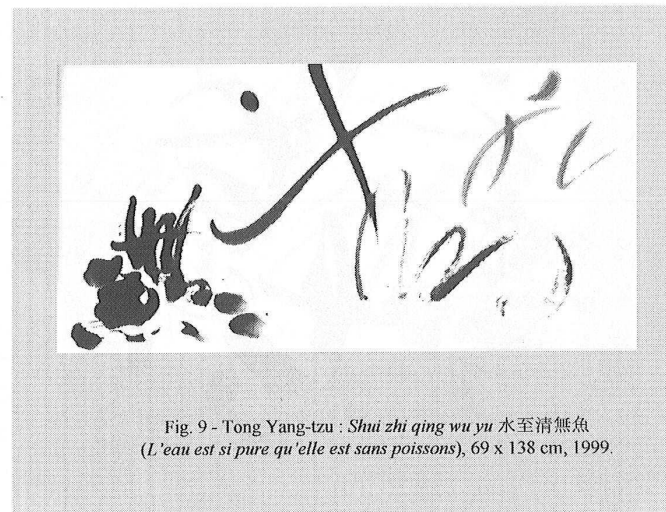 Fig. 9 - Tong Yang-tzu : Shui zhi qing wu yu 水至清無魚
(L'eau est si pure qu'elle est sans poissons), 69 x 138 cm, 1999.